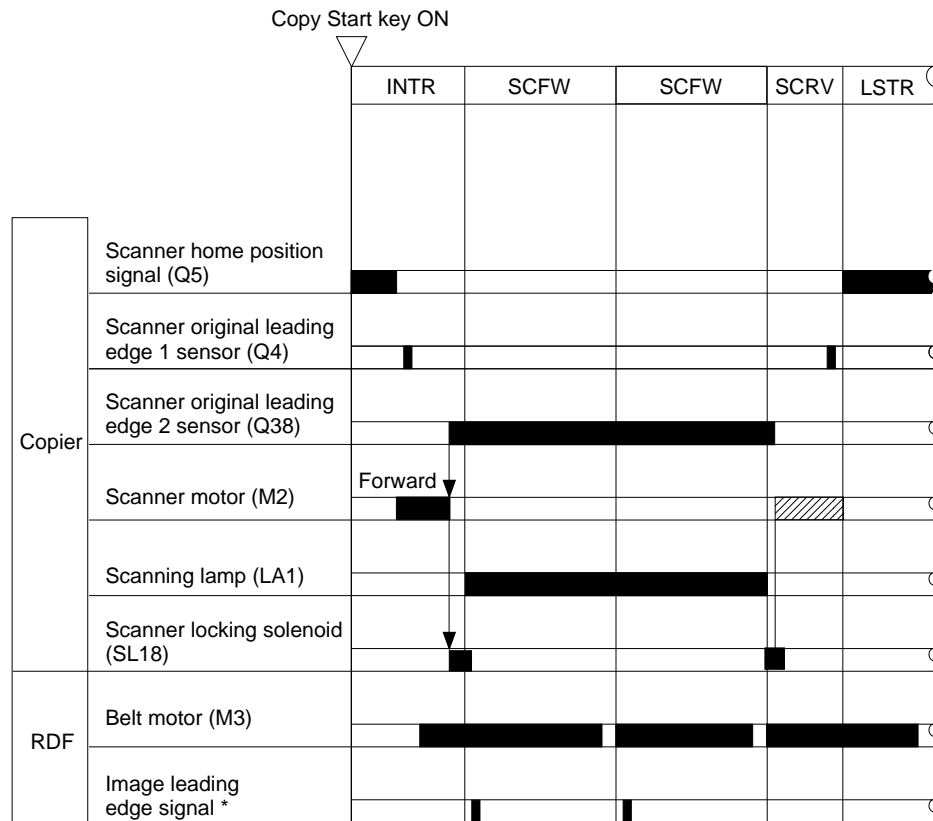 Copy Start key ON
INTR SCFW SCFW SCRV LSTR
Copier
Scanner home position
signal (Q5)
Scanner original leading
edge 1 sensor (Q4)
Scanner original leading
edge 2 sensor (Q38)
Forward
Scanner motor (M2)
Scanning lamp (LA1)
Scanner locking solenoid
(SL18)
RDF
Belt motor (M3)
Image leading
edge signal *